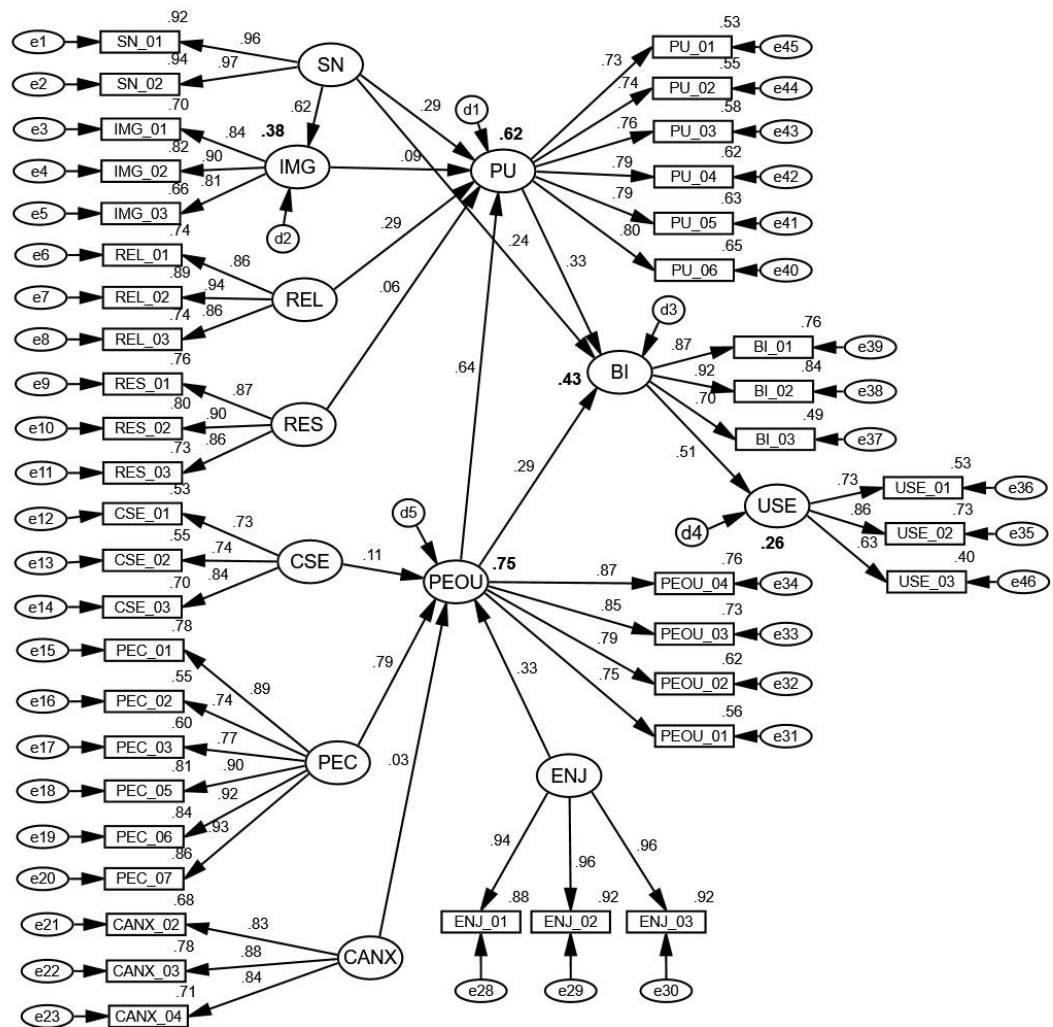 .92
e1 SN_01 .96
SN
.94
e2 SN_02 .97
.70
e3 IMG_01 .84
.62
.38
IMG
.82
e4 IMG_02 .90
.66
e5 IMG_03 .81
d2
.74
e6 REL_01 .86
REL
.89
e7 REL_02 .94
.74
e8 REL_03 .86
.76
e9 RES_01 .87
RES
.80
e10 RES_02 .90
.73
e11 RES_03 .86
.53
e12 CSE_01 .73
CSE
.55
e13 CSE_02 .74
.70
e14 CSE_03 .84
.78
e15 PEC_01 .89
PEC
.55
e16 PEC_02 .74
.60
e17 PEC_03 .77
.81
e18 PEC_05 .90
.84
e19 PEC_06 .92
.86
e20 PEC_07 .93
.68
e21 CANX_02 .83
CANX
.78
e22 CANX_03 .88
.71
e23 CANX_04 .84
.29
.09
.29
.06
.24
.64
.33
.29
.11
.79
.03
.33
d1
.62
PU
.53
.73 PU_01 e45
.55
.74 PU_02 e44
.58
.76 PU_03 e43
.62
.79 PU_04 e42
.63
.79 PU_05 e41
.65
.80 PU_06 e40
d3
.43
BI
.76
.87 BI_01 e39
.84
.92 BI_02 e38
.49
.70 BI_03 e37
.51
d4
USE
.26
.53
.73 USE_01 e36
.73
.86 USE_02 e35
.40
.63 USE_03 e46
d5
.75
PEOU
.76
.87 PEOU_04 e34
.73
.85 PEOU_03 e33
.62
.79 PEOU_02 e32
.56
.75 PEOU_01 e31
ENJ
.94 .96 .96
.88 .92 .92
ENJ_01 ENJ_02 ENJ_03
e28 e29 e30